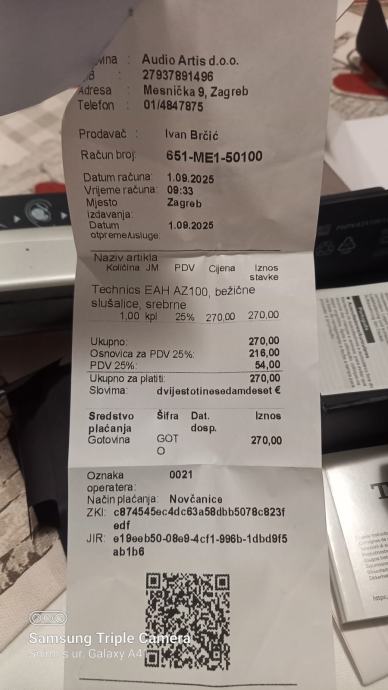 Audio Artis d.o.o.
: 27937891496
Adresa : Mesnička 9, Zagreb
Telefon : 01/4847875
Prodavač : Ivan Brčić
Račun broj: 651-ME1-50100
Datum računa: 1.09.2025
Vrijeme računa: 09:33
Mjesto Zagreb
izdavanja:
Datum 1.09.2025
otpreme/usluge:
Naziv artikla
Količina JM PDV Cijena Iznos
stavke
Technics EAH AZ100, bežične
slušalice, srebrne
1,00 kpl 25% 270,00 270,00
Ukupno: 270,00
Osnovica za PDV 25%: 216,00
PDV 25%: 54,00
Ukupno za platiti: 270,00
Slovima: dvijestotinesedamdeset €
Sredstvo Šifra Dat. Iznos
plaćanja dosp.
Gotovina GOT 270,00
O
Oznaka 0021
operatera:
Način plaćanja: Novčanice
ZKI: c874545ec4dc63a58dbb5078c823f
edf
JIR: e19eeb50-08e9-4cf1-996b-1dbd9f5
ab1b6
Samsung Triple Camera